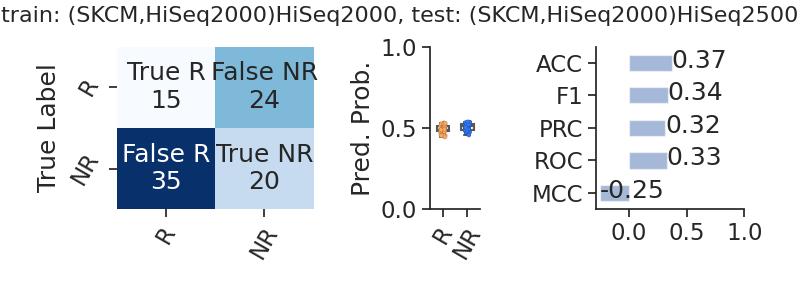 train: (SKCM,HiSeq2000)HiSeq2000, test: (SKCM,HiSeq2000)HiSeq2500
True Label
R
NR
True R
15
False NR
24
False R
35
True NR
20
R
NR
Pred. Prob.
1.0
0.5
0.0
R
NR
ACC
0.37
F1
0.34
PRC
0.32
ROC
0.33
MCC
-0.25
0.0
0.5
1.0